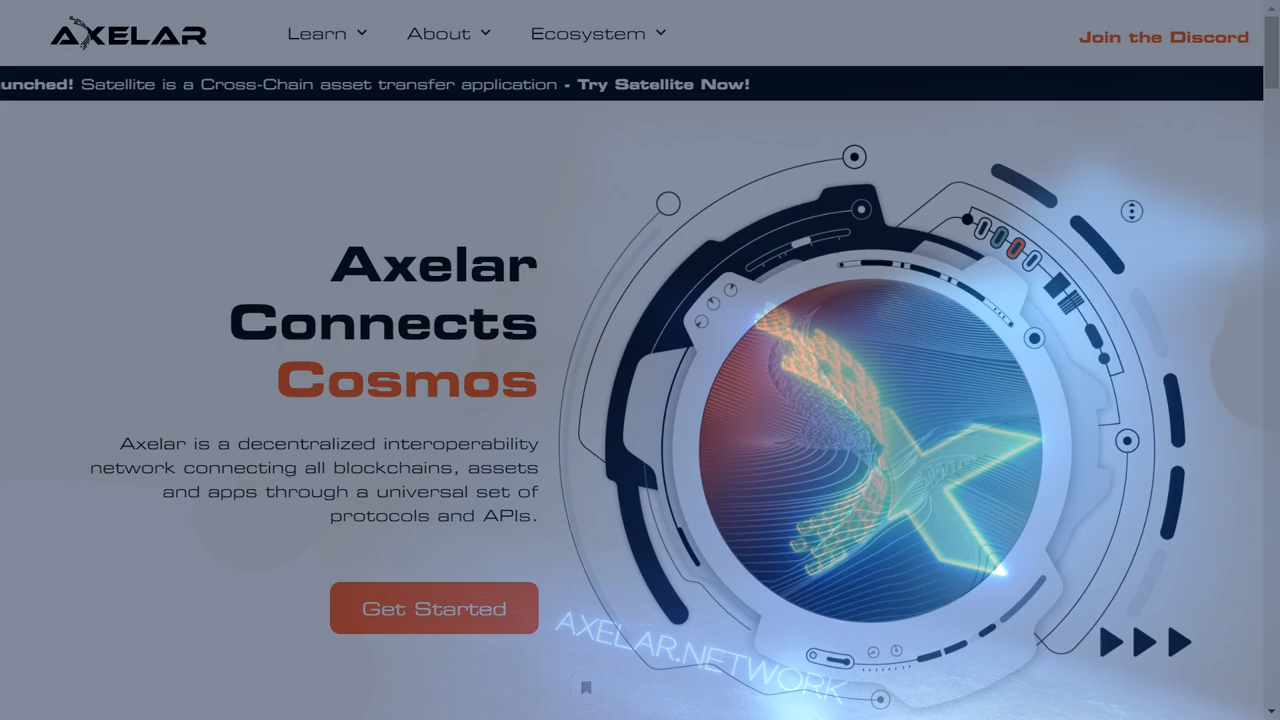 AXELAR
Learn
About
Ecosystem
Join the Discord
unched! Satellite is a Cross-Chain asset transfer application - Try Satellite Now!
Axelar
Connects
Cosmos
Axelar is a decentralized interoperability
network connecting all blockchains, assets
and apps through a universal set of
protocols and APIs.
Get Started
AXELAR.NETWORK